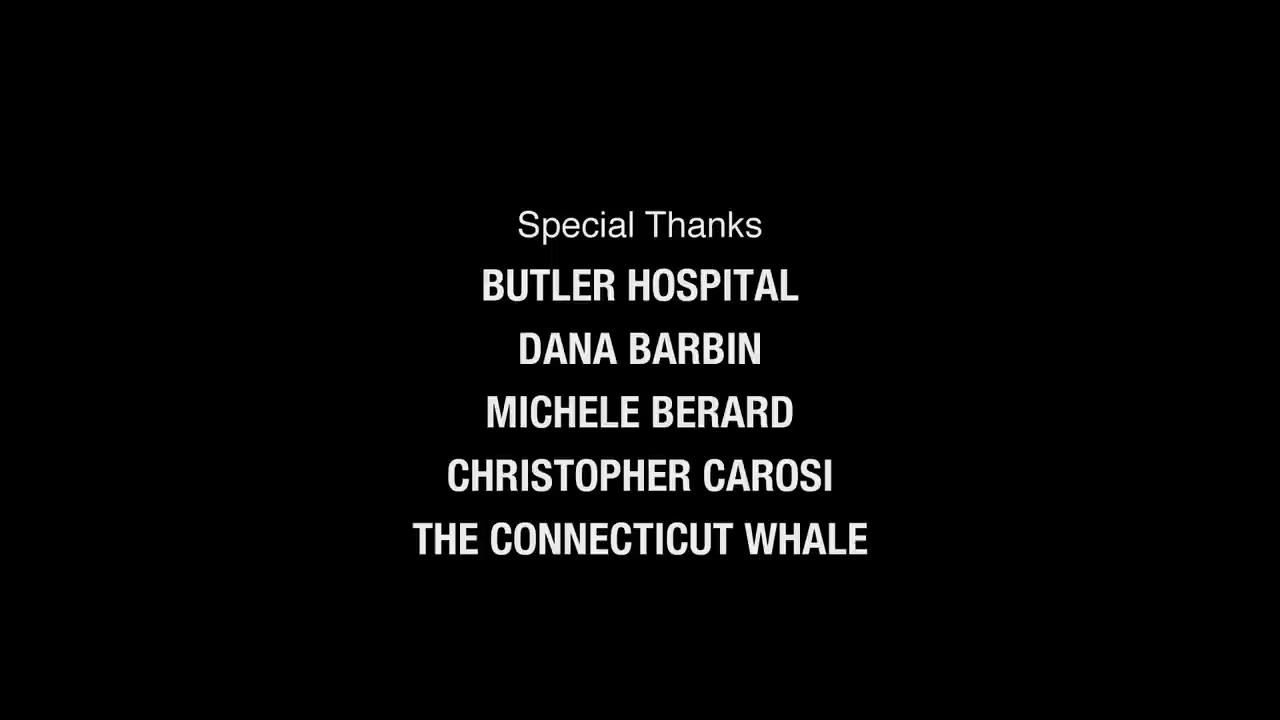 Special Thanks
BUTLER HOSPITAL
DANA BARBIN
MICHELE BERARD
CHRISTOPHER CAROSI
THE CONNECTICUT WHALE